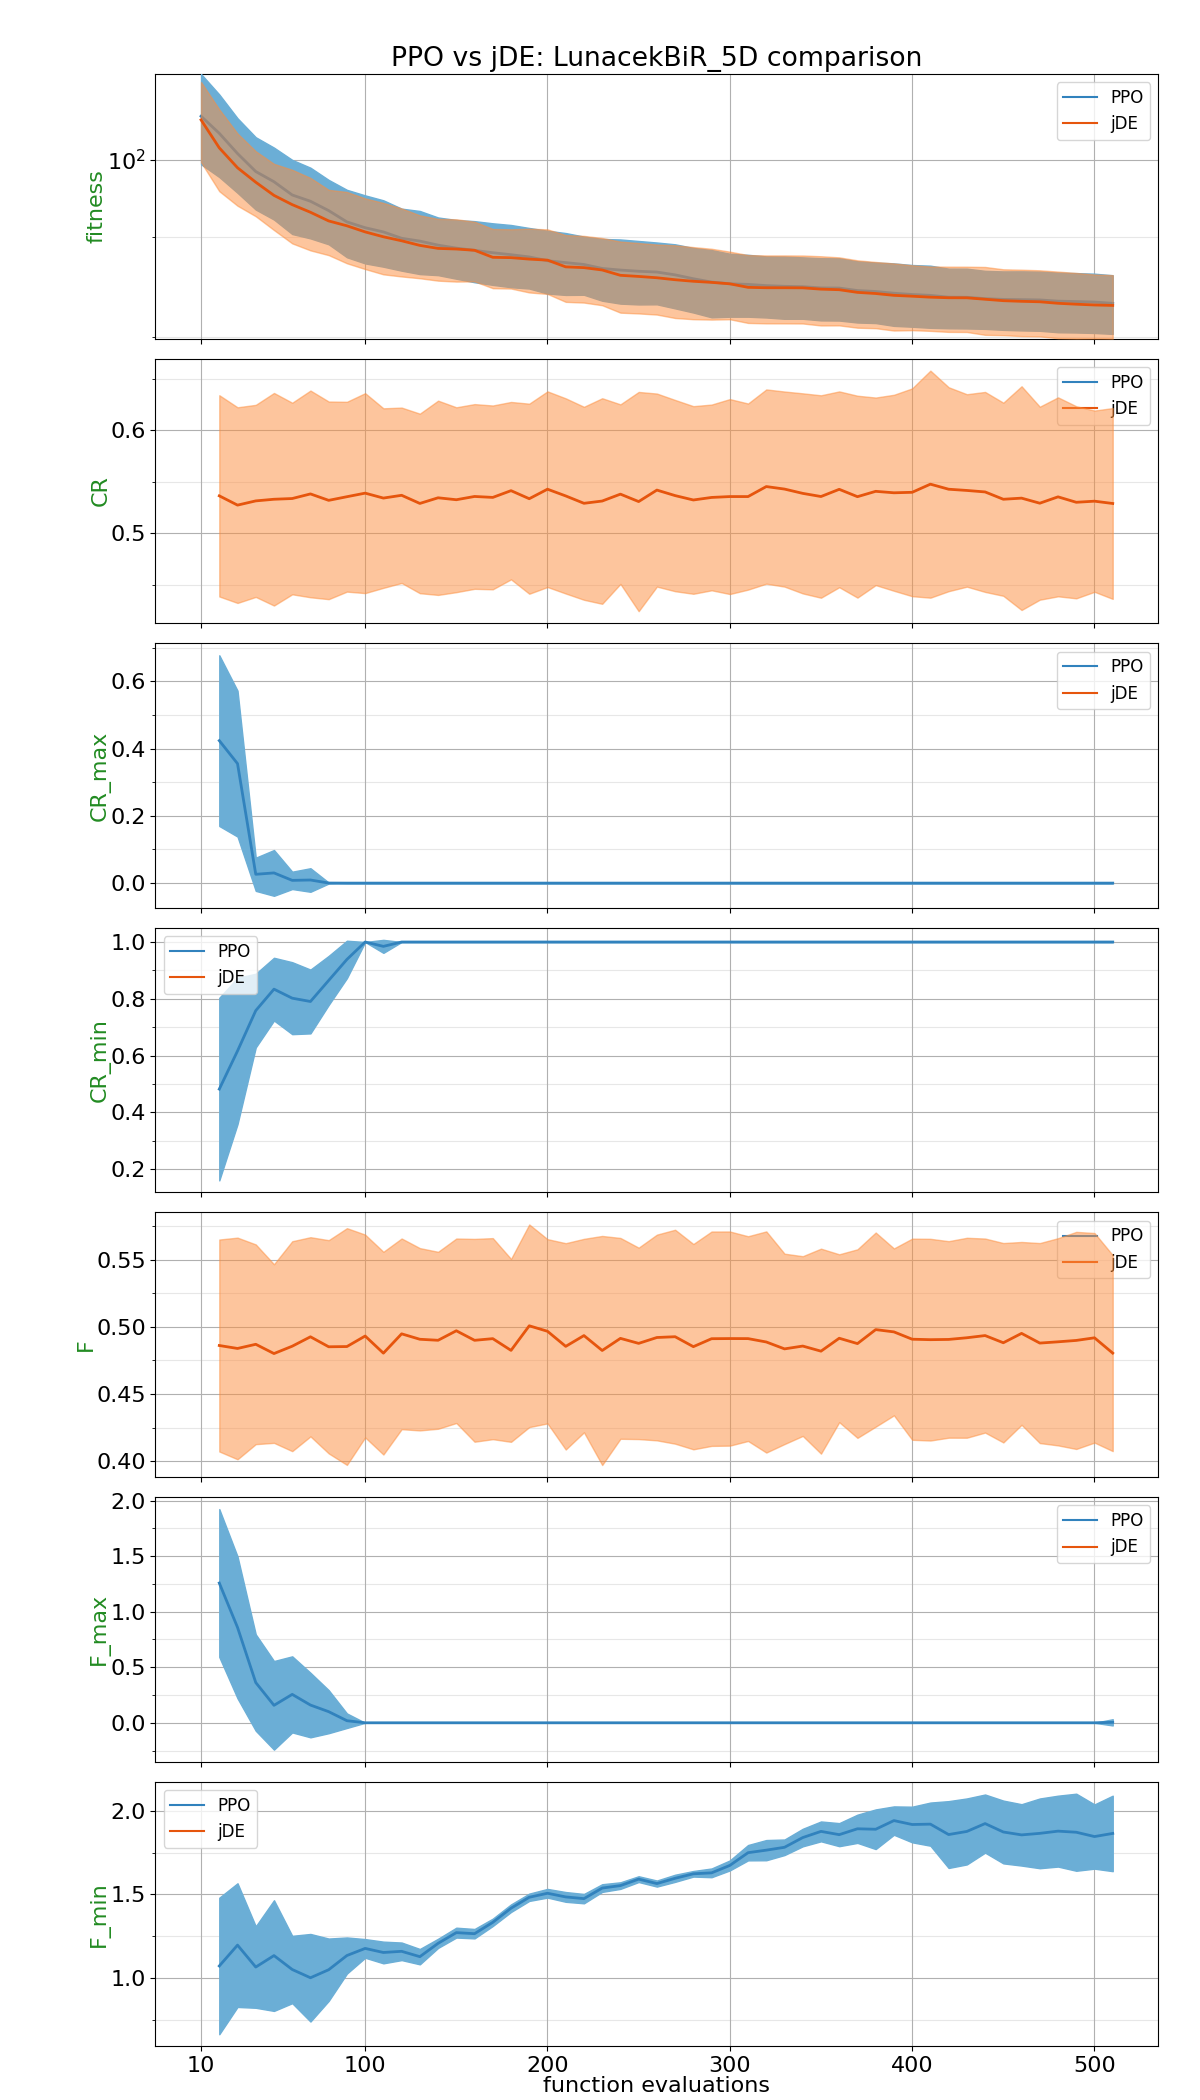 PPO vs jDE: LunacekBiR_5D comparison
10²
fitness
PPO
jDE
0.6
0.5
CR
PPO
jDE
0.6
0.4
0.2
0.0
CR_max
PPO
jDE
1.0
0.8
0.6
0.4
0.2
CR_min
PPO
jDE
0.55
0.50
0.45
0.40
F
PPO
jDE
2.0
1.5
1.0
0.5
0.0
F_max
PPO
jDE
2.0
1.5
1.0
F_min
PPO
jDE
10 100 200 300 400 500
function evaluations